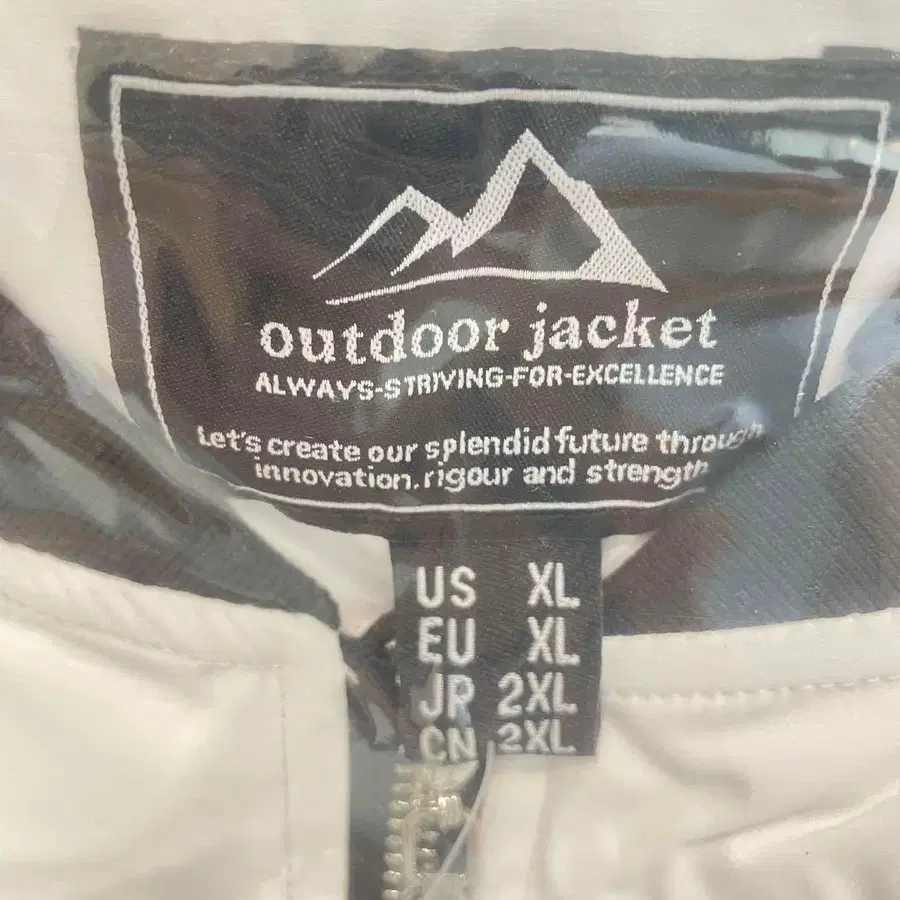 outdoor jacket
ALWAYS-STRIVING-FOR-EXCELLENCE
Let's create our splendid future through
innovation.rigour and strength
US XL
EU XL
JR 2XL
CN 2XL